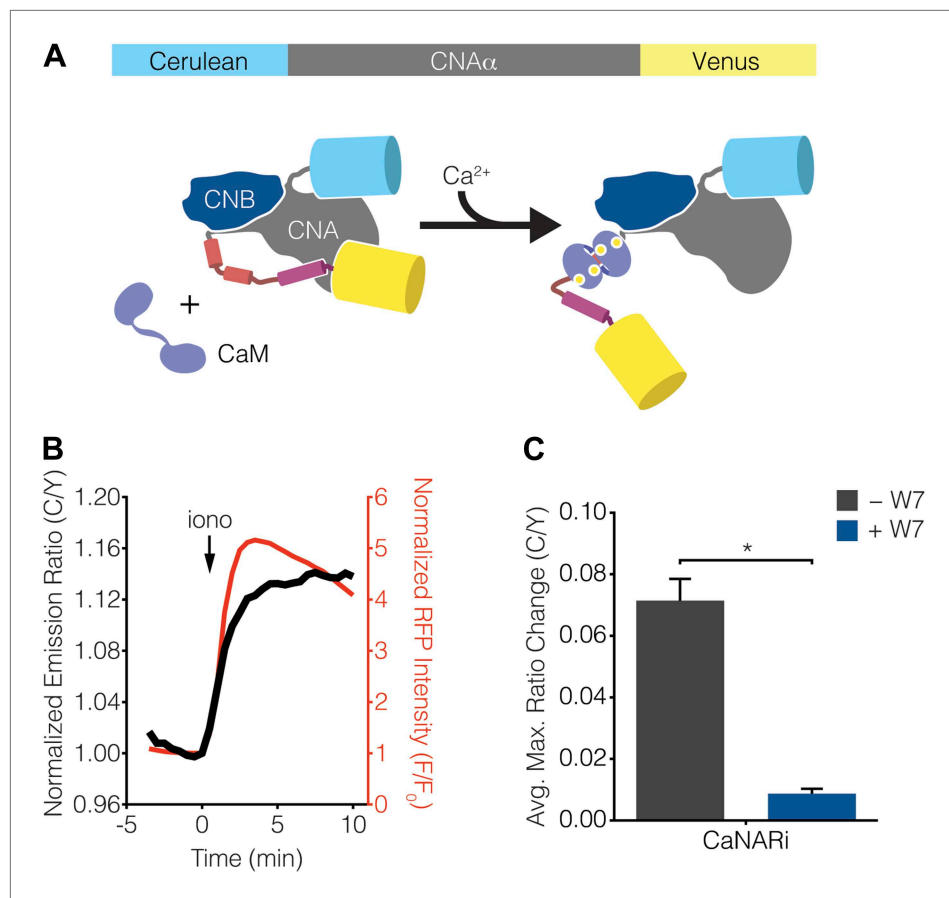 A
Cerulean CNAα Venus
CNB
CNA
Ca²⁺
+
CaM
B
Normalized Emission Ratio (C/Y)
1.20
1.16
1.12
1.08
1.04
1.00
0.96
iono
6
5
4
3
2
1
0
Normalized RFP Intensity (F/F₀)
-5 0 5 10
Time (min)
C
– W7
+ W7
Avg. Max. Ratio Change (C/Y)
0.10
0.08
0.06
0.04
0.02
0.00
*
CaNARi